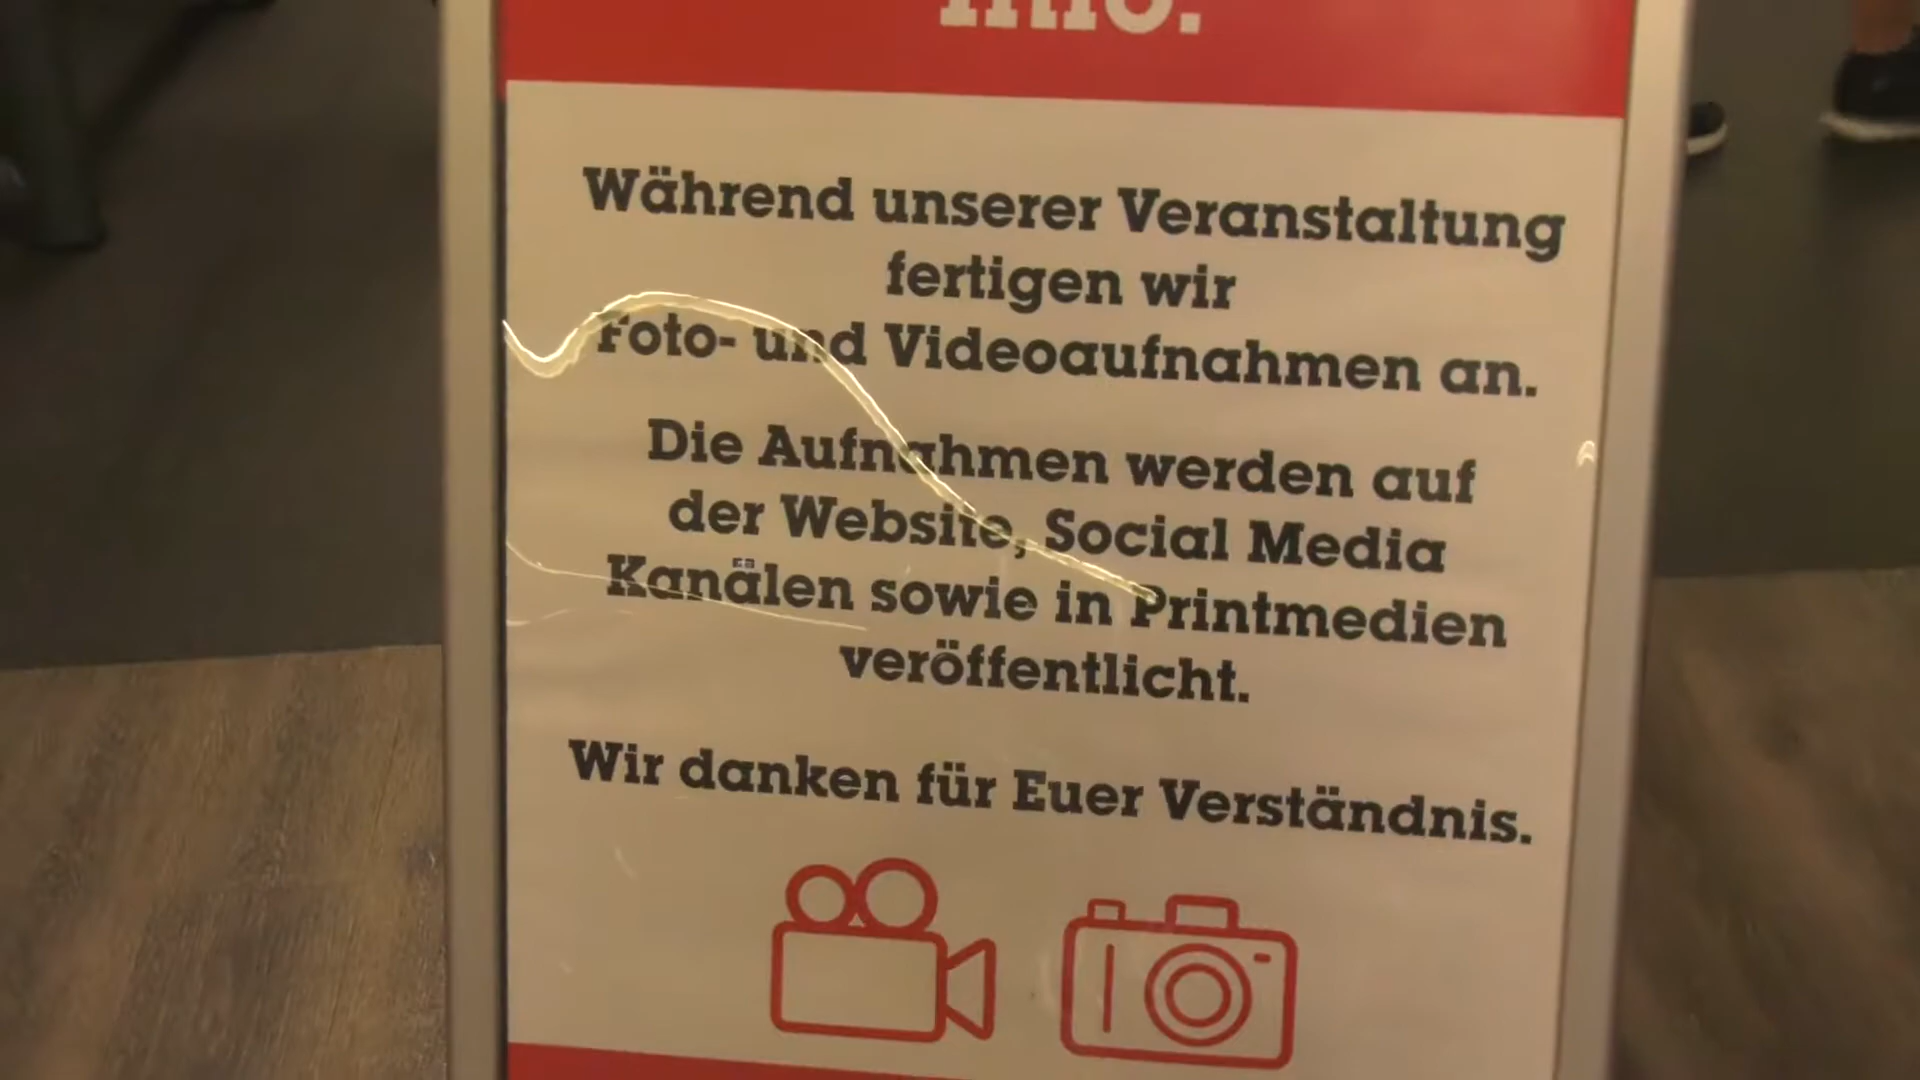 Info.
Während unserer Veranstaltung
fertigen wir
Foto- und Videoaufnahmen an.
Die Aufnahmen werden auf
der Website, Social Media
Kanälen sowie in Printmedien
veröffentlicht.
Wir danken für Euer Verständnis.